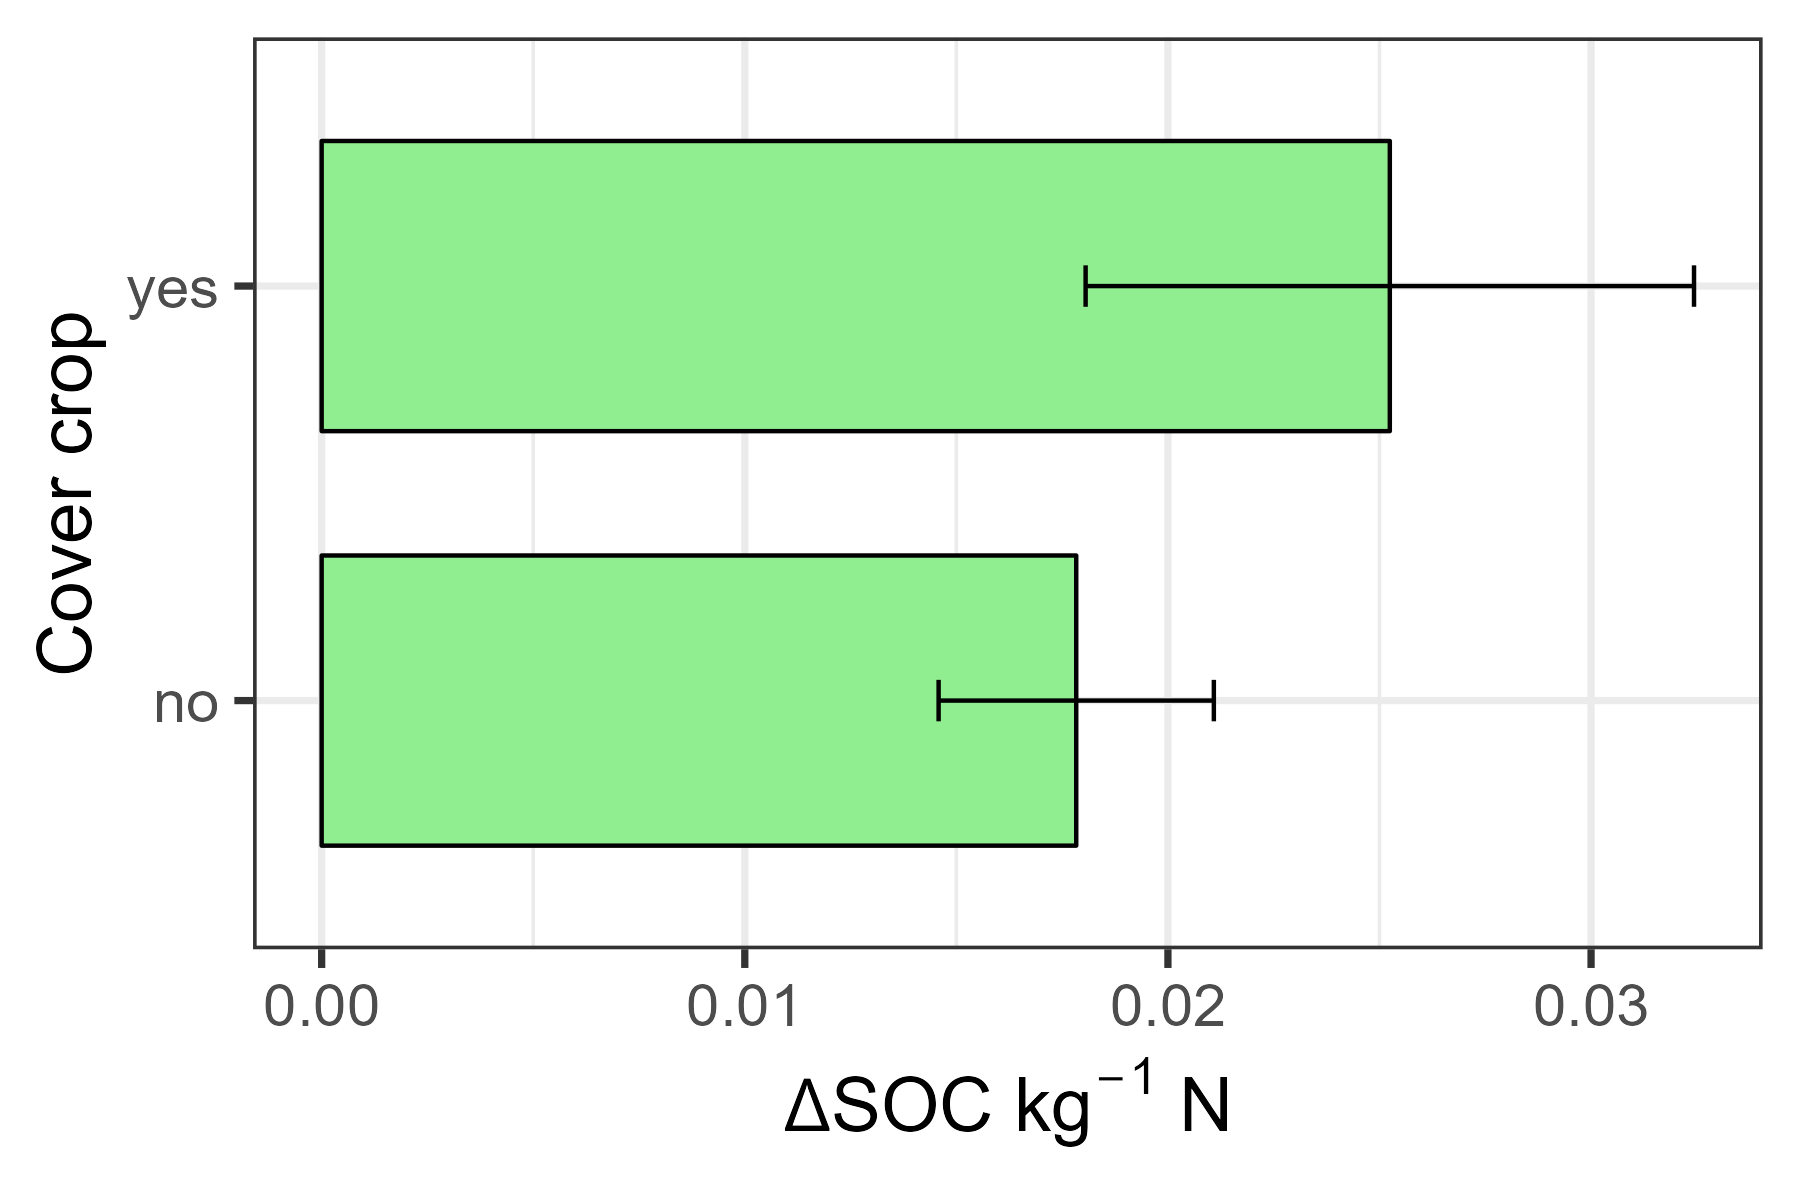 Cover crop
yes
no
0.00 0.01 0.02 0.03
ΔSOC kg⁻¹ N